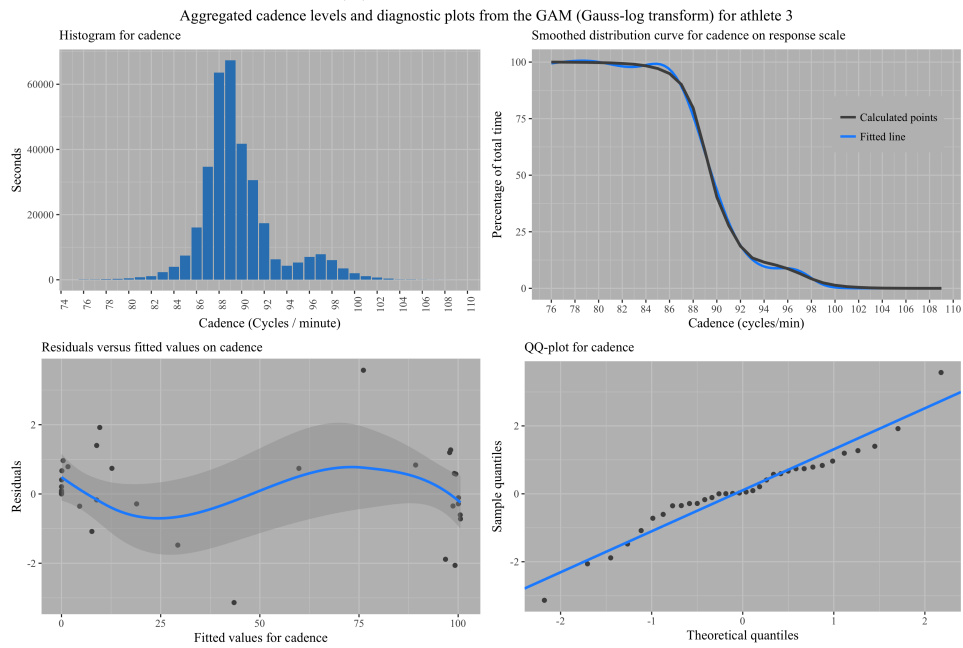 Aggregated cadence levels and diagnostic plots from the GAM (Gauss-log transform) for athlete 3
Histogram for cadence
Seconds
60000
40000
20000
0
74 76 78 80 82 84 86 88 90 92 94 96 98 100 102 104 106 108 110
Cadence (Cycles / minute)
Smoothed distribution curve for cadence on response scale
Percentage of total time
100
75
50
25
0
Calculated points
Fitted line
76 78 80 82 84 86 88 90 92 94 96 98 100 102 104 106 108 110
Cadence (cycles/min)
Residuals versus fitted values on cadence
Residuals
2
0
-2
0 25 50 75 100
Fitted values for cadence
QQ-plot for cadence
Sample quantiles
2
0
-2
-2 -1 0 1 2
Theoretical quantiles